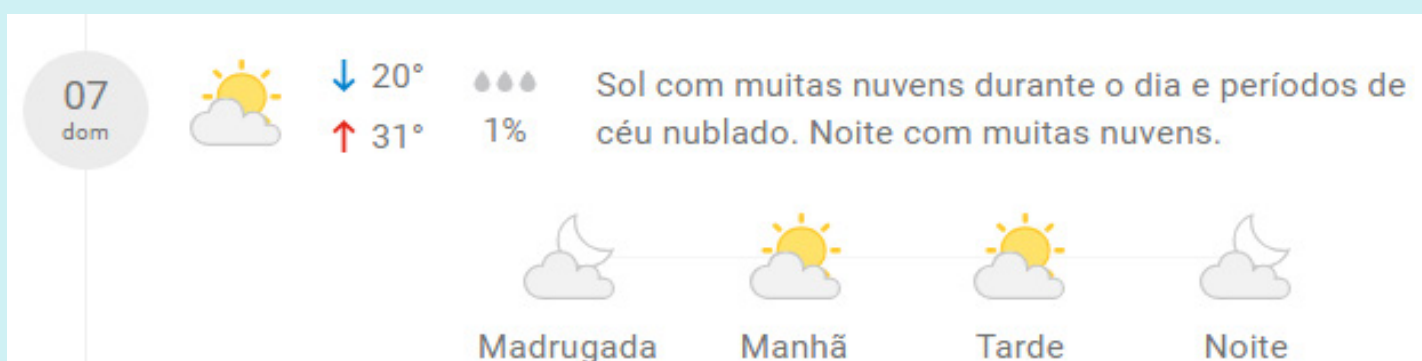 07
dom
↓ 20°
↑ 31°
1%
Sol com muitas nuvens durante o dia e períodos de
céu nublado. Noite com muitas nuvens.
Madrugada Manhã Tarde Noite